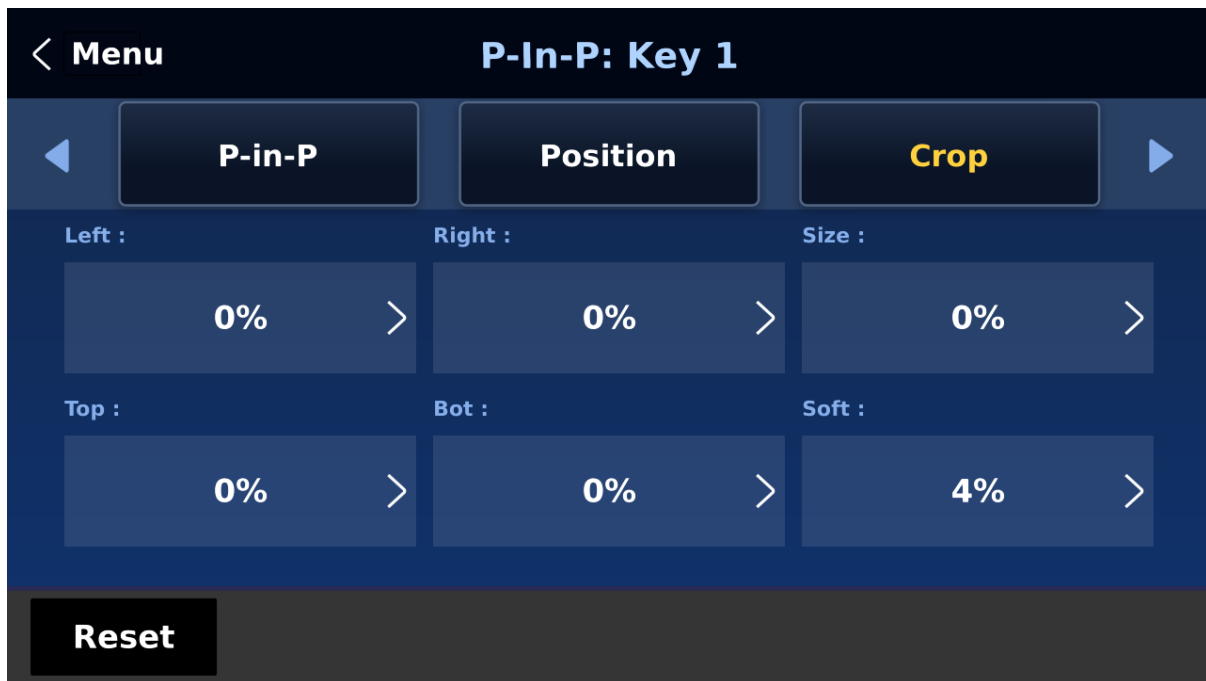 Menu
P-In-P: Key 1
P-in-P
Position
Crop
Left :
Right :
Size :
0%
0%
0%
Top :
Bot :
Soft :
0%
0%
4%
Reset